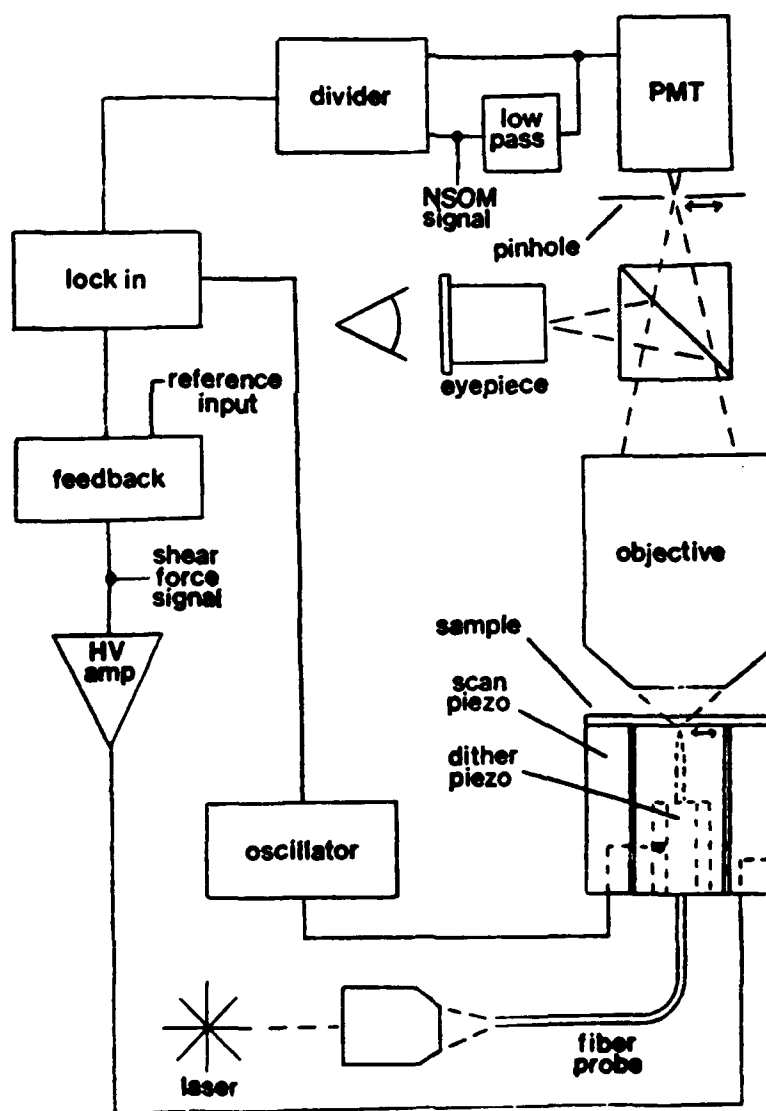 divider
low
pass
PMT
NSOM
signal
pinhole
lock in
eyepiece
reference
input
feedback
objective
shear
force
signal
HV
amp
sample
scan
piezo
dither
piezo
oscillator
laser
fiber
probe